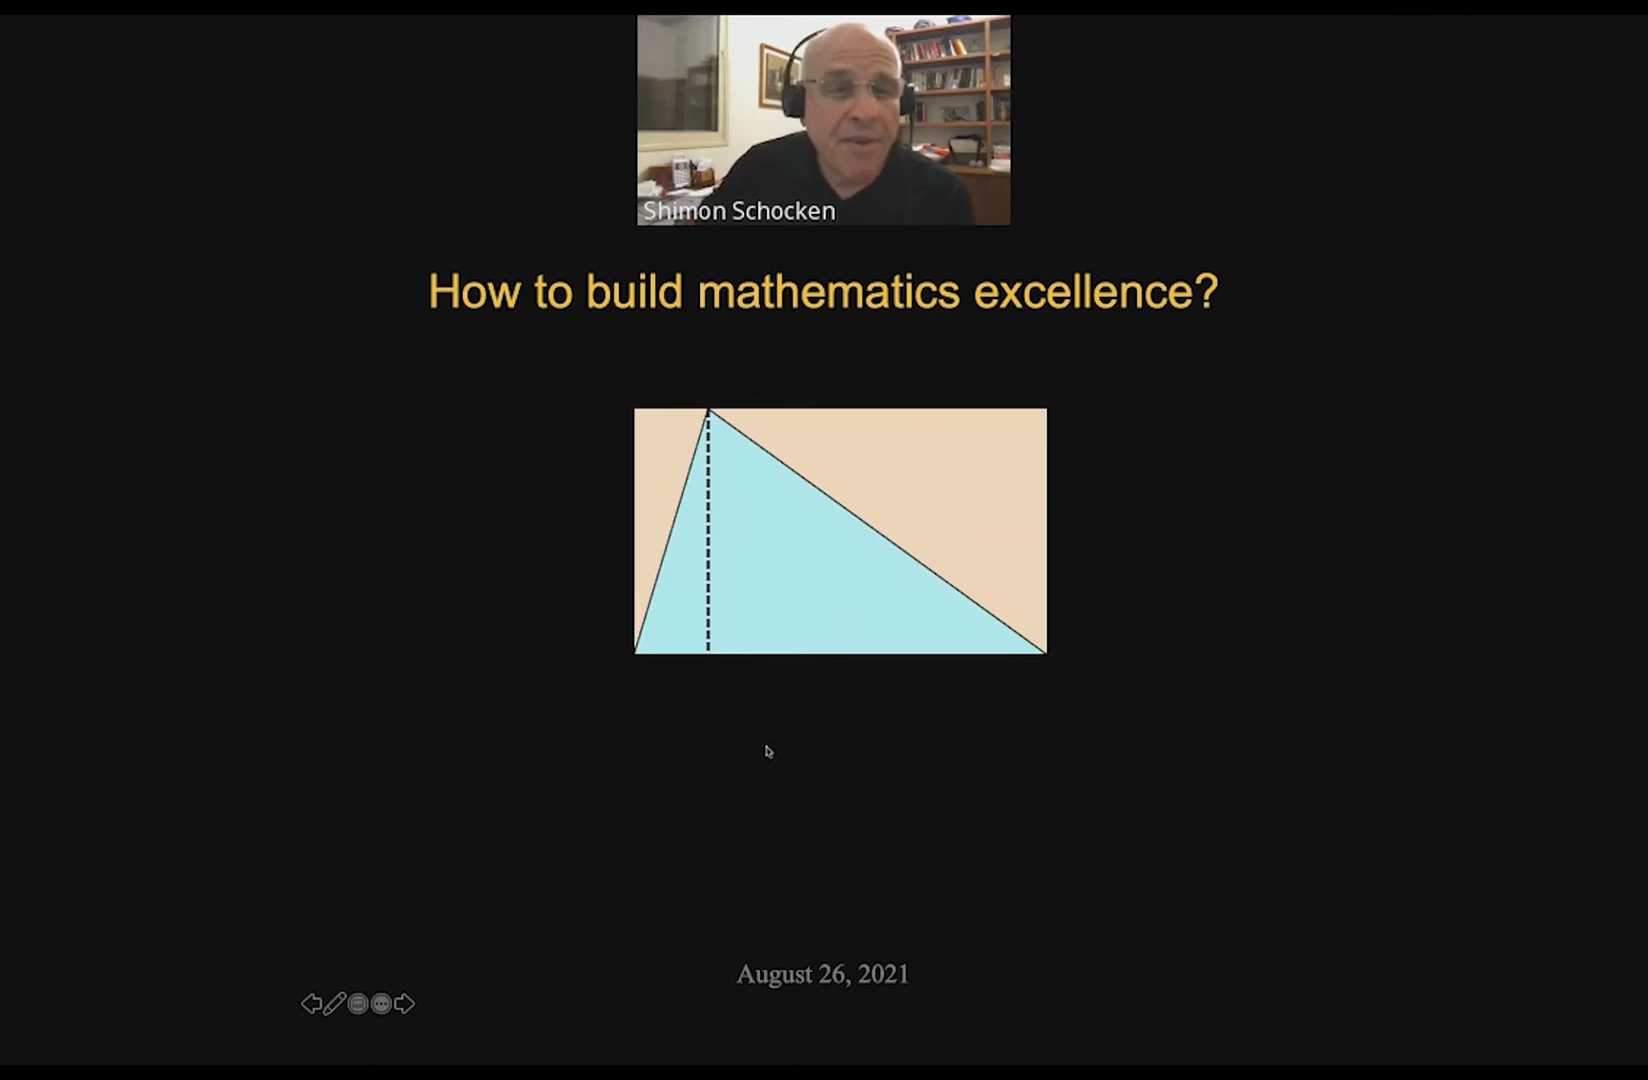 Shimon Schocken
How to build mathematics excellence?
August 26, 2021